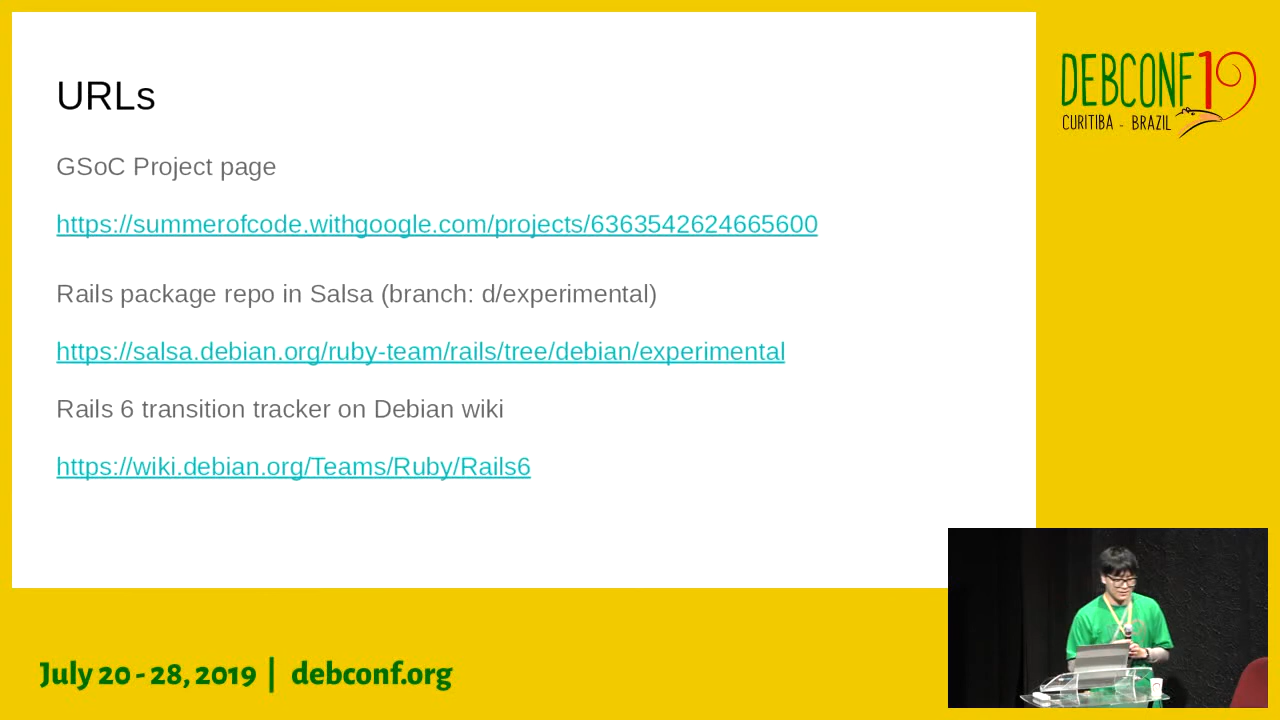 URLs
GSoC Project page
https://summerofcode.withgoogle.com/projects/6363542624665600
Rails package repo in Salsa (branch: d/experimental)
https://salsa.debian.org/ruby-team/rails/tree/debian/experimental
Rails 6 transition tracker on Debian wiki
https://wiki.debian.org/Teams/Ruby/Rails6
DEBCONF19
CURITIBA - BRAZIL
July 20 - 28, 2019 | debconf.org